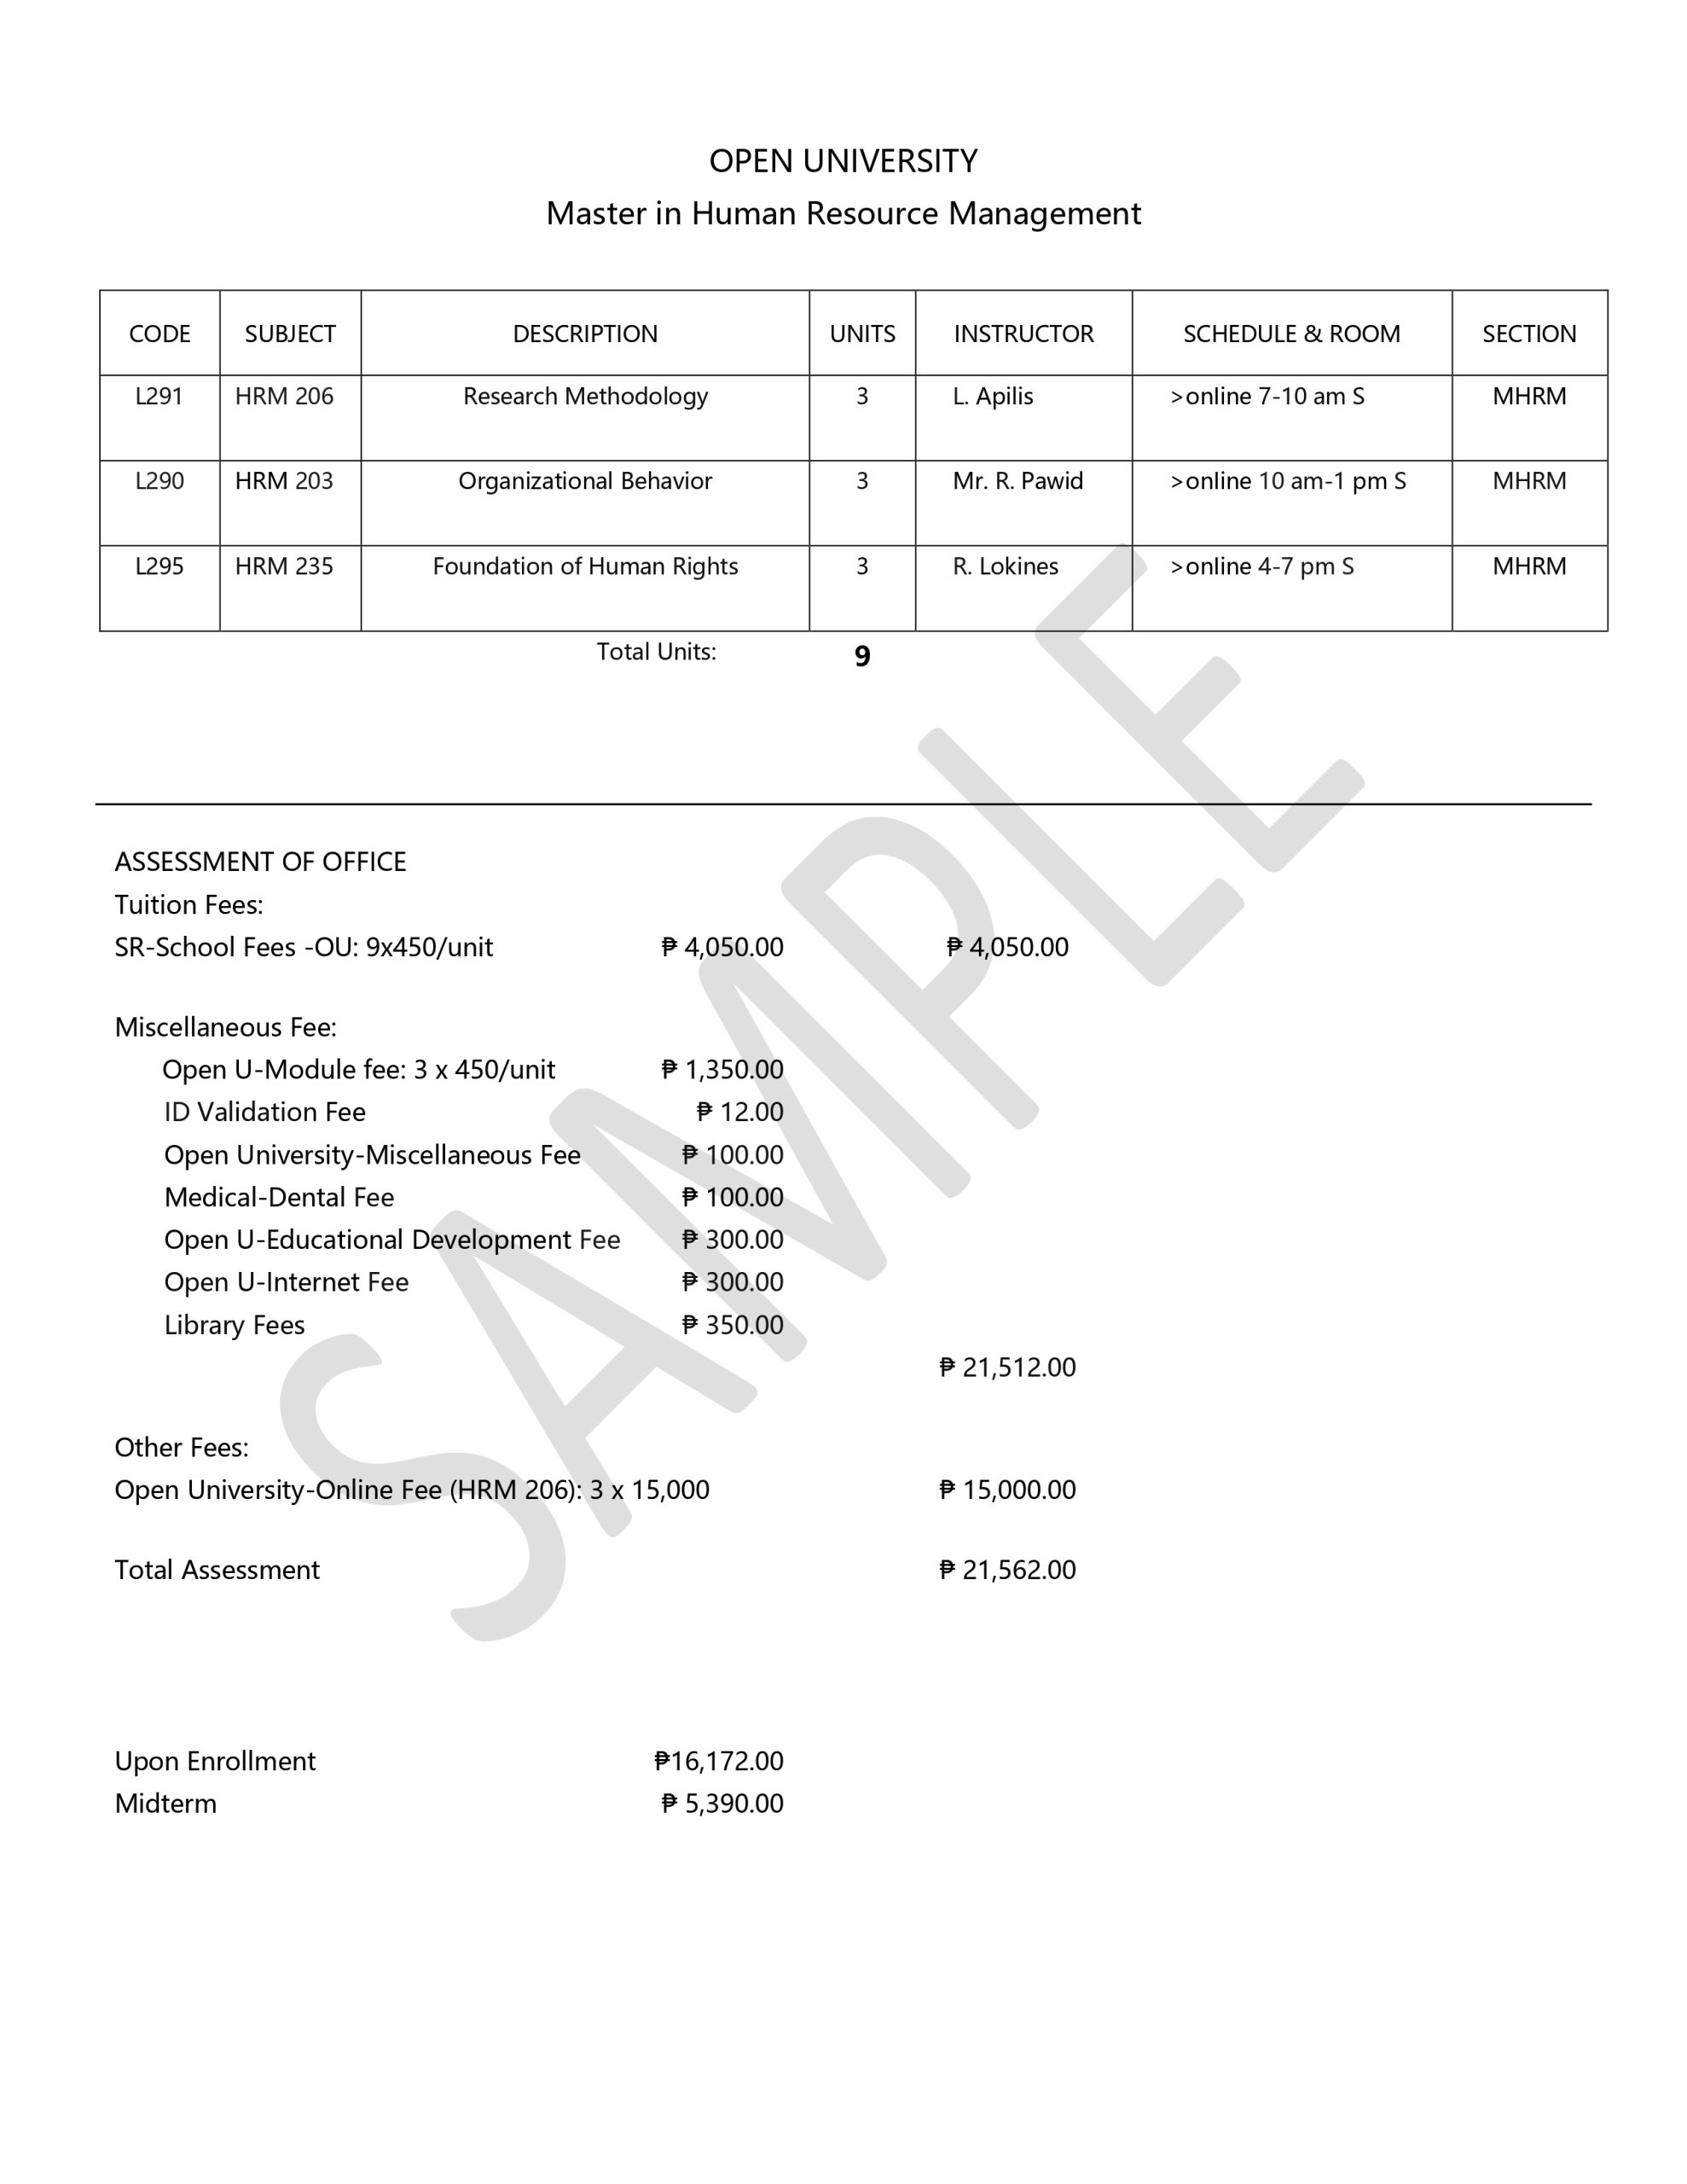 OPEN UNIVERSITY
Master in Human Resource Management
CODE SUBJECT DESCRIPTION UNITS INSTRUCTOR SCHEDULE & ROOM SECTION
L291 HRM 206 Research Methodology 3 L. Apilis >online 7-10 am S MHRM
L290 HRM 203 Organizational Behavior 3 Mr. R. Pawid >online 10 am-1 pm S MHRM
L295 HRM 235 Foundation of Human Rights 3 R. Lokines >online 4-7 pm S MHRM
Total Units: 9
ASSESSMENT OF OFFICE
Tuition Fees:
SR-School Fees -OU: 9x450/unit ₱ 4,050.00 ₱ 4,050.00
Miscellaneous Fee:
Open U-Module fee: 3 x 450/unit ₱ 1,350.00
ID Validation Fee ₱ 12.00
Open University-Miscellaneous Fee ₱ 100.00
Medical-Dental Fee ₱ 100.00
Open U-Educational Development Fee ₱ 300.00
Open U-Internet Fee ₱ 300.00
Library Fees ₱ 350.00
₱ 21,512.00
Other Fees:
Open University-Online Fee (HRM 206): 3 x 15,000 ₱ 15,000.00
Total Assessment ₱ 21,562.00
Upon Enrollment ₱16,172.00
Midterm ₱ 5,390.00
SAMPLE